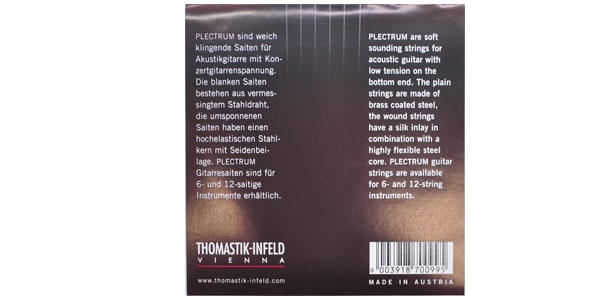 PLECTRUM sind weich
klingende Saiten für
Akustikgitarre mit Kon-
zertgitarrenspannung.
Die blanken Saiten
bestehen aus vermes-
singtem Stahldraht,
die umsponnenen
Saiten haben einen
hochelastischen Stahl-
kern mit Seidenbei-
lage. PLECTRUM
Gitarresaiten sind für
6- und 12-saitige
Instrumente erhältlich.
PLECTRUM are soft
sounding strings for
acoustic guitar with
low tension on the
bottom end. The plain
strings are made of
brass coated steel,
the wound strings
have a silk inlay in
combination with a
highly flexible steel
core. PLECTRUM guitar
strings are available
for 6- and 12-string
instruments.
THOMASTIK-INFELD
VIENNA
www.thomastik-infeld.com
9 003918 700995
MADE IN AUSTRIA